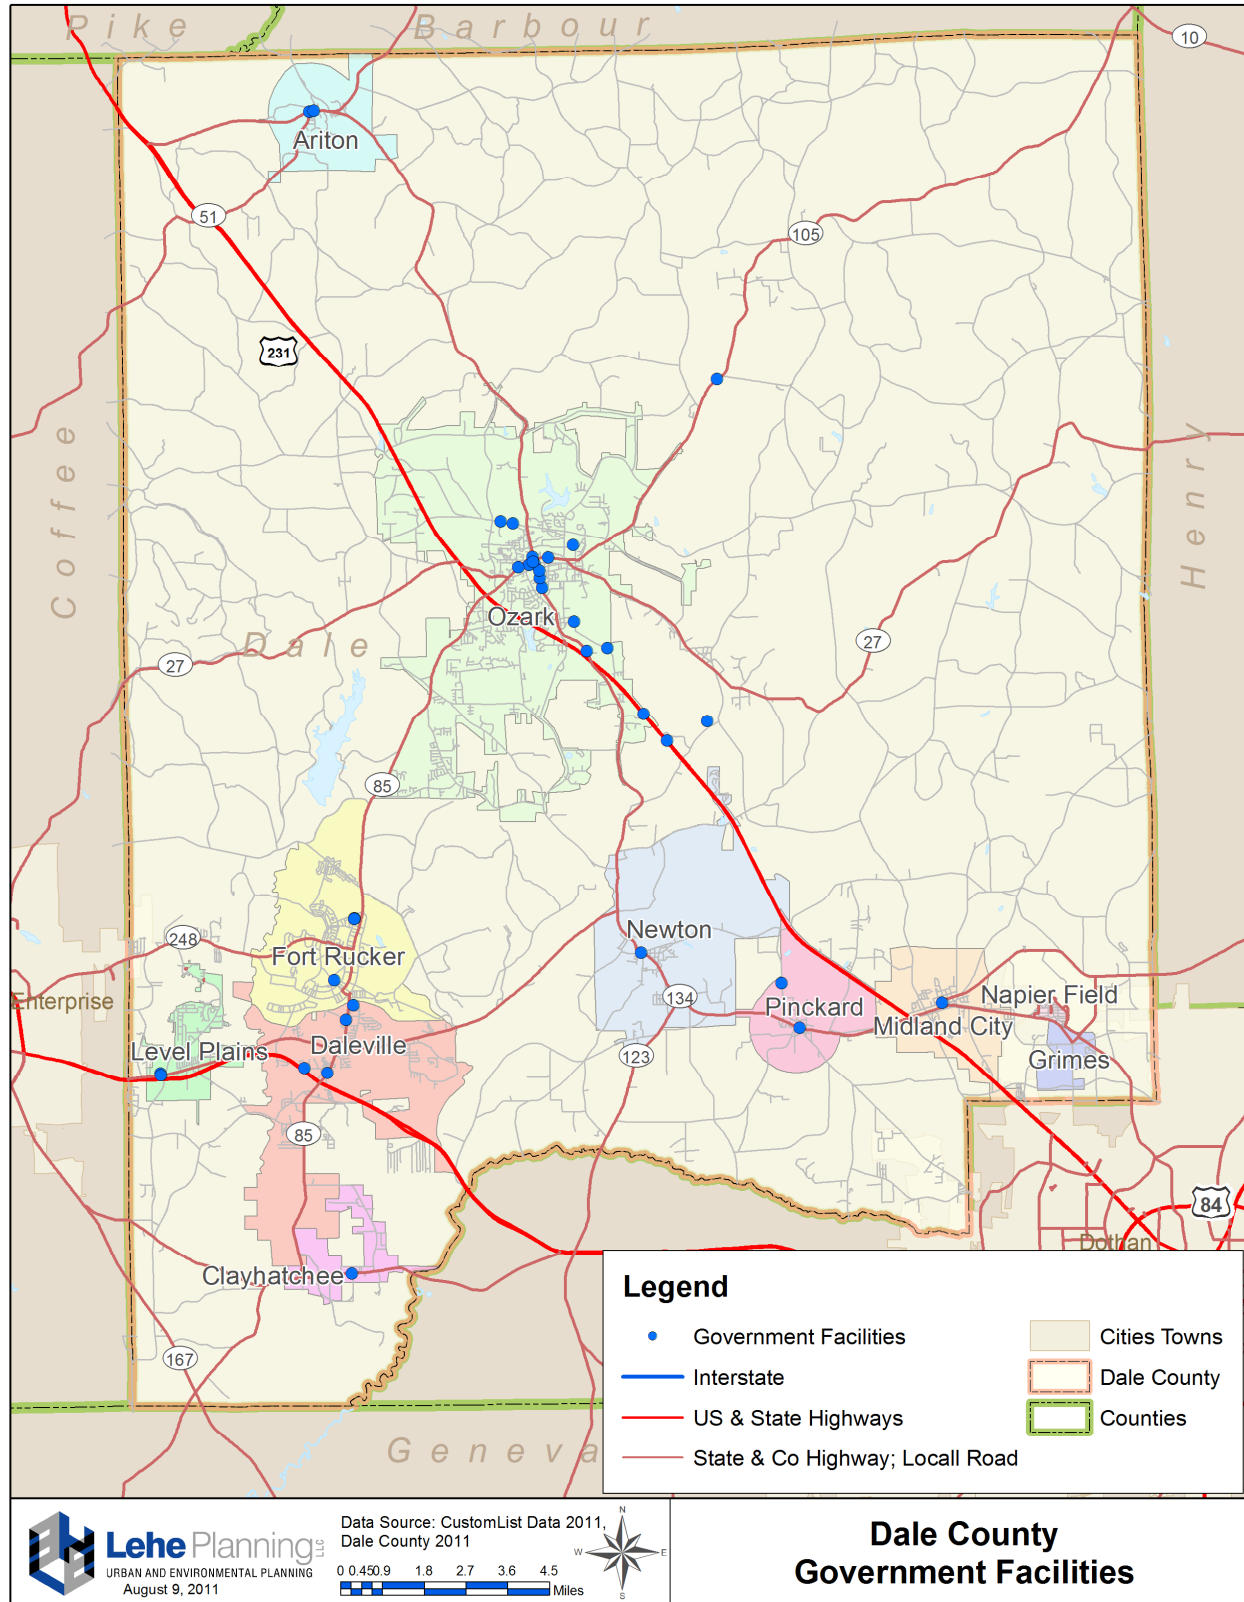 Pike
Barbour
10
Ariton
51
105
231
Coffee
Henry
Ozark
Dale
27
27
85
Newton
248
Fort Rucker
Enterprise
134
Napier Field
Pinckard
Midland City
Level Plains
Daleville
123
Grimes
85
84
Dothan
Clayhatchee
167
Geneva
Legend
Government Facilities
Cities Towns
Interstate
Dale County
US & State Highways
Counties
State & Co Highway; Locall Road
Lehe Planning LLC
URBAN AND ENVIRONMENTAL PLANNING
August 9, 2011
Data Source: CustomList Data 2011,
Dale County 2011
0 0.45 0.9 1.8 2.7 3.6 4.5
Miles
N
W E
S
Dale County
Government Facilities